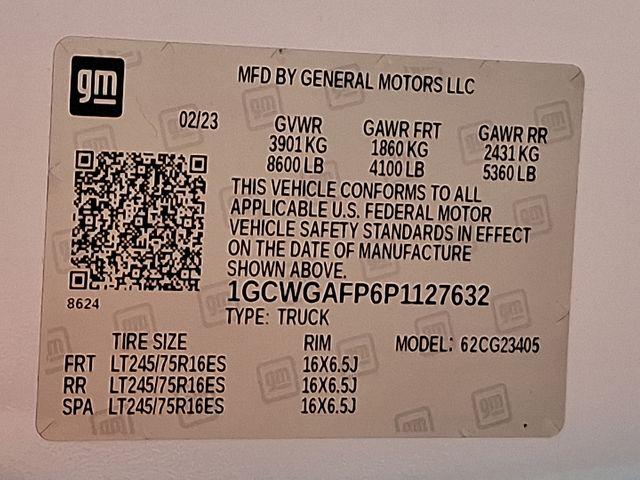 gm
MFD BY GENERAL MOTORS LLC
02/23 GVWR GAWR FRT GAWR RR
3901 KG 1860 KG 2431 KG
8600 LB 4100 LB 5360 LB
THIS VEHICLE CONFORMS TO ALL
APPLICABLE U.S. FEDERAL MOTOR
VEHICLE SAFETY STANDARDS IN EFFECT
ON THE DATE OF MANUFACTURE
SHOWN ABOVE.
8624
1GCWGAFP6P1127632
TYPE: TRUCK
TIRE SIZE RIM MODEL: 62CG23405
FRT LT245/75R16ES 16X6.5J
RR LT245/75R16ES 16X6.5J
SPA LT245/75R16ES 16X6.5J